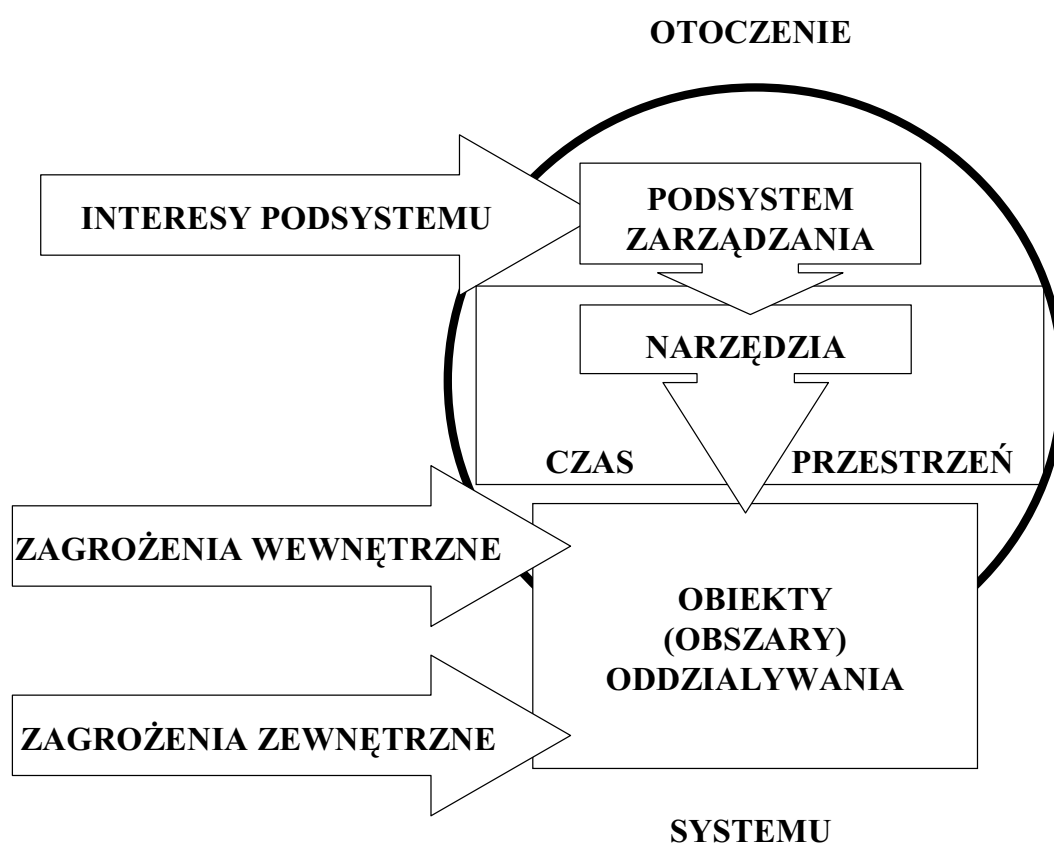 OTOCZENIE
INTERESY PODSYSTEMU
PODSYSTEM
ZARZĄDZANIA
NARZĘDZIA
CZAS
PRZESTRZEŃ
ZAGROŻENIA WEWNĘTRZNE
OBIEKTY
(OBSZARY)
ODDZIALYWANIA
ZAGROŻENIA ZEWNĘTRZNE
SYSTEMU